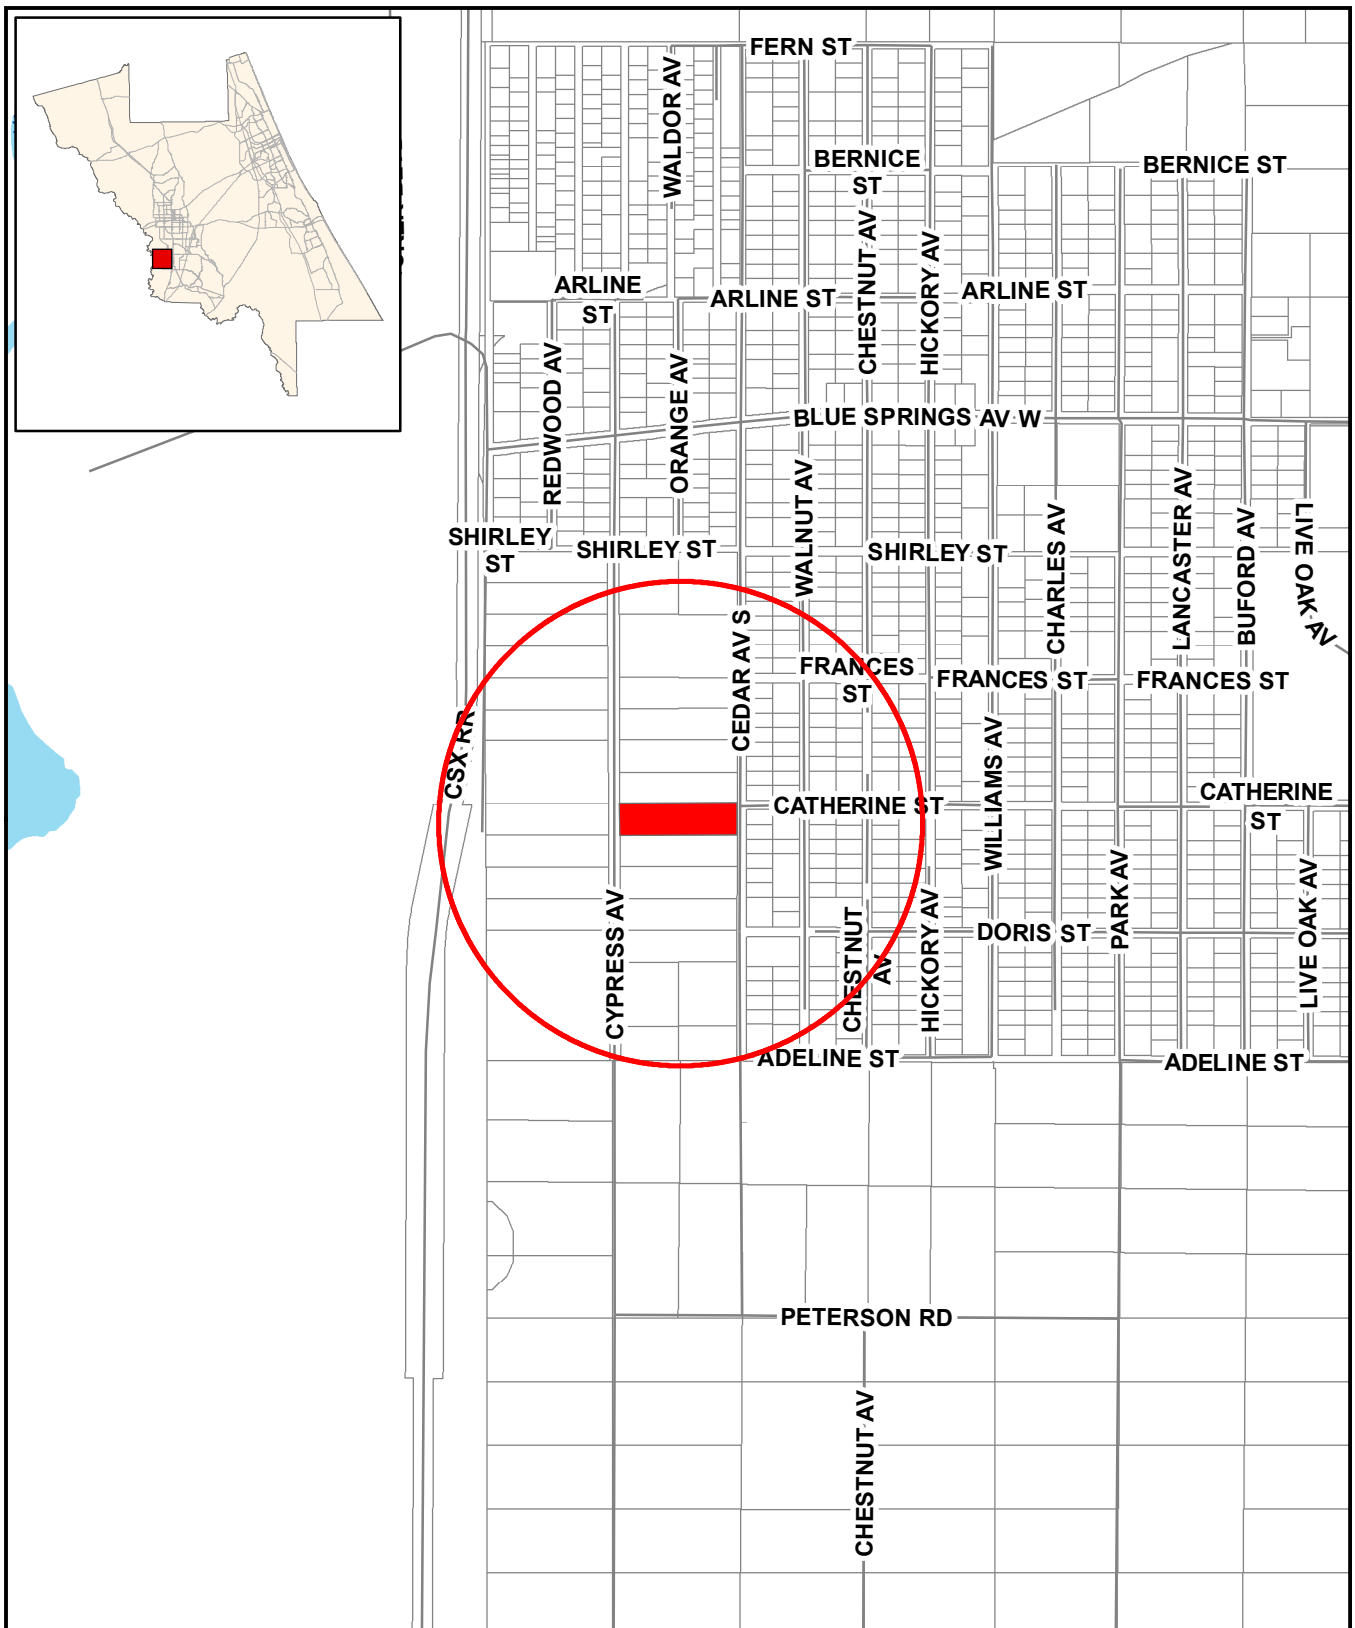 FERN ST
WALDOR AV
BERNICE
ST
BERNICE ST
CHESTNUT AV
HICKORY AV
ARLINE
ST
ARLINE ST
ARLINE ST
REDWOOD AV
ORANGE AV
BLUE SPRINGS AV W
WALNUT AV
LANCASTER AV
CHARLES AV
BUFORD AV
LIVE OAK AV
SHIRLEY
ST
SHIRLEY ST
SHIRLEY ST
CEDAR AV S
FRANCES
ST
FRANCES ST
FRANCES ST
CSX RR
WILLIAMS AV
CATHERINE ST
CATHERINE
ST
CYPRESS AV
CHESTNUT
AV
HICKORY AV
PARK AV
LIVE OAK AV
DORIS ST
ADELINE ST
ADELINE ST
PETERSON RD
CHESTNUT AV